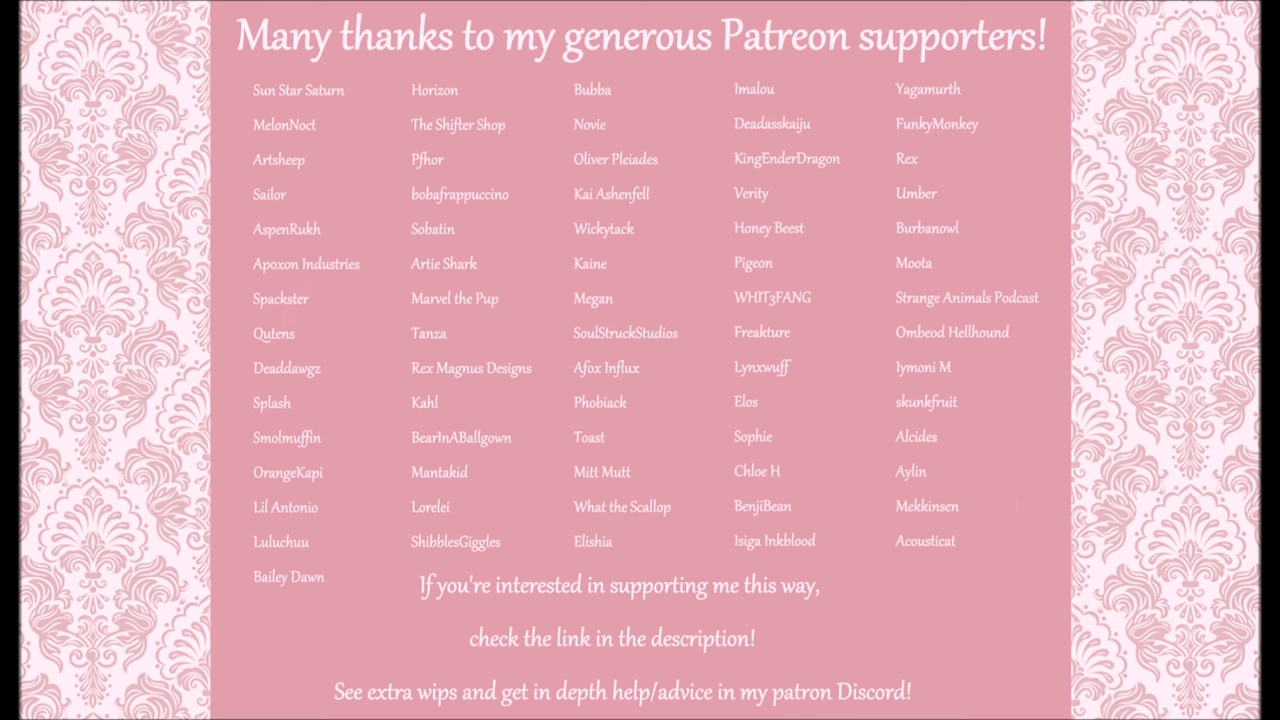 Many thanks to my generous Patreon supporters!
Sun Star Saturn
MelonNoct
Artsheep
Sailor
AspenRukh
Apoxon Industries
Spackster
Qutens
Deaddawgz
Splash
Smolmuffin
OrangeKapi
Lil Antonio
Luluchuu
Bailey Dawn
Horizon
The Shifter Shop
Pfhor
bobafrappuccino
Sobatin
Artie Shark
Marvel the Pup
Tanza
Rex Magnus Designs
Kahl
BearInABallgown
Mantakid
Lorelei
ShibblesGiggles
Bubba
Novie
Oliver Pleiades
Kai Ashenfell
Wickytack
Kaine
Megan
SoulStruckStudios
Afox Influx
Phobiack
Toast
Mitt Mutt
What the Scallop
Elishia
Imalou
Deadasskaiju
KingEnderDragon
Verity
Honey Beest
Pigeon
WHIT3FANG
Freakture
Lynxwuff
Elos
Sophie
Chloe H
BenjiBean
Isiga Inkblood
Yagamurth
FunkyMonkey
Rex
Umber
Burbanowl
Moota
Strange Animals Podcast
Ombeod Hellhound
Iymoni M
skunkfruit
Alcides
Aylin
Mekkinsen
Acousticat
If you're interested in supporting me this way,
check the link in the description!
See extra wips and get in depth help/advice in my patron Discord!